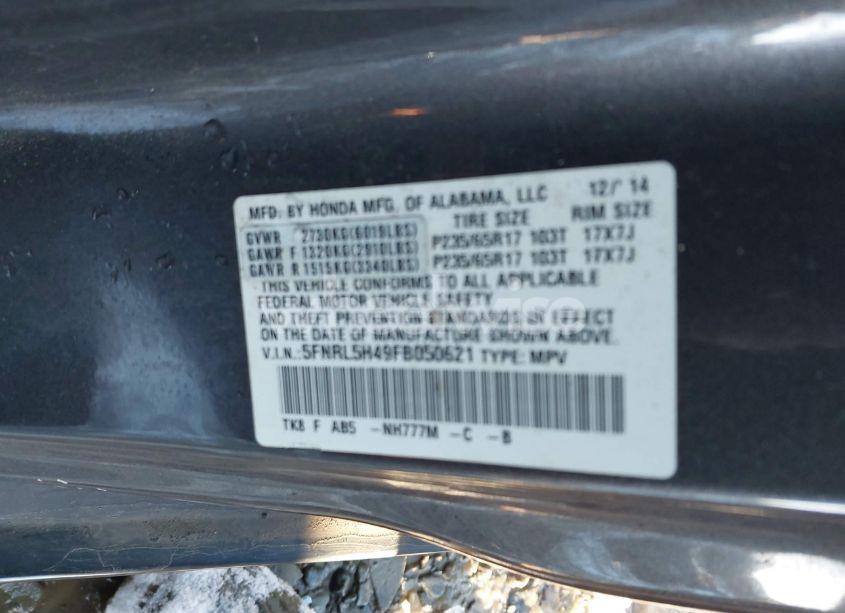 MFD. BY HONDA MFG. OF ALABAMA, LLC 12/'14
TIRE SIZE RIM SIZE
GVWR 2730KG(6019LBS)
GAWR F 1320KG(2910LBS) P235/65R17 103T 17X7J
GAWR R 1515KG(3340LBS) P235/65R17 103T 17X7J
THIS VEHICLE CONFORMS TO ALL APPLICABLE
FEDERAL MOTOR VEHICLE SAFETY
AND THEFT PREVENTION STANDARDS IN EFFECT
ON THE DATE OF MANUFACTURE SHOWN ABOVE.
V.I.N.: 5FNRL5H49FB050621 TYPE: MPV
TK8 F AB5 -NH777M -C -B